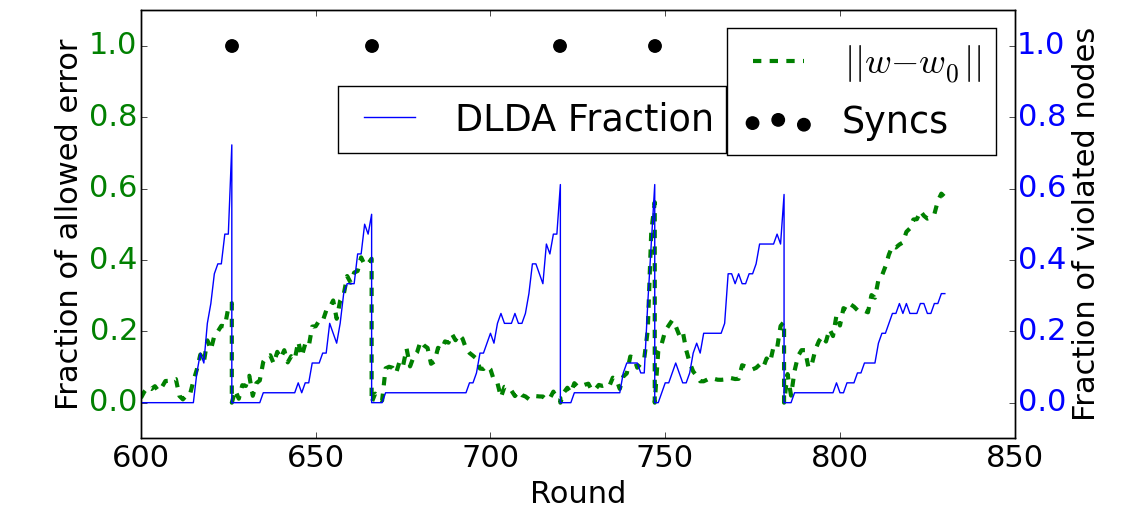 1.0
0.8
0.6
0.4
0.2
0.0
Fraction of allowed error
||w−w₀||
Syncs
DLDA Fraction
1.0
0.8
0.6
0.4
0.2
0.0
Fraction of violated nodes
600 650 700 750 800 850
Round